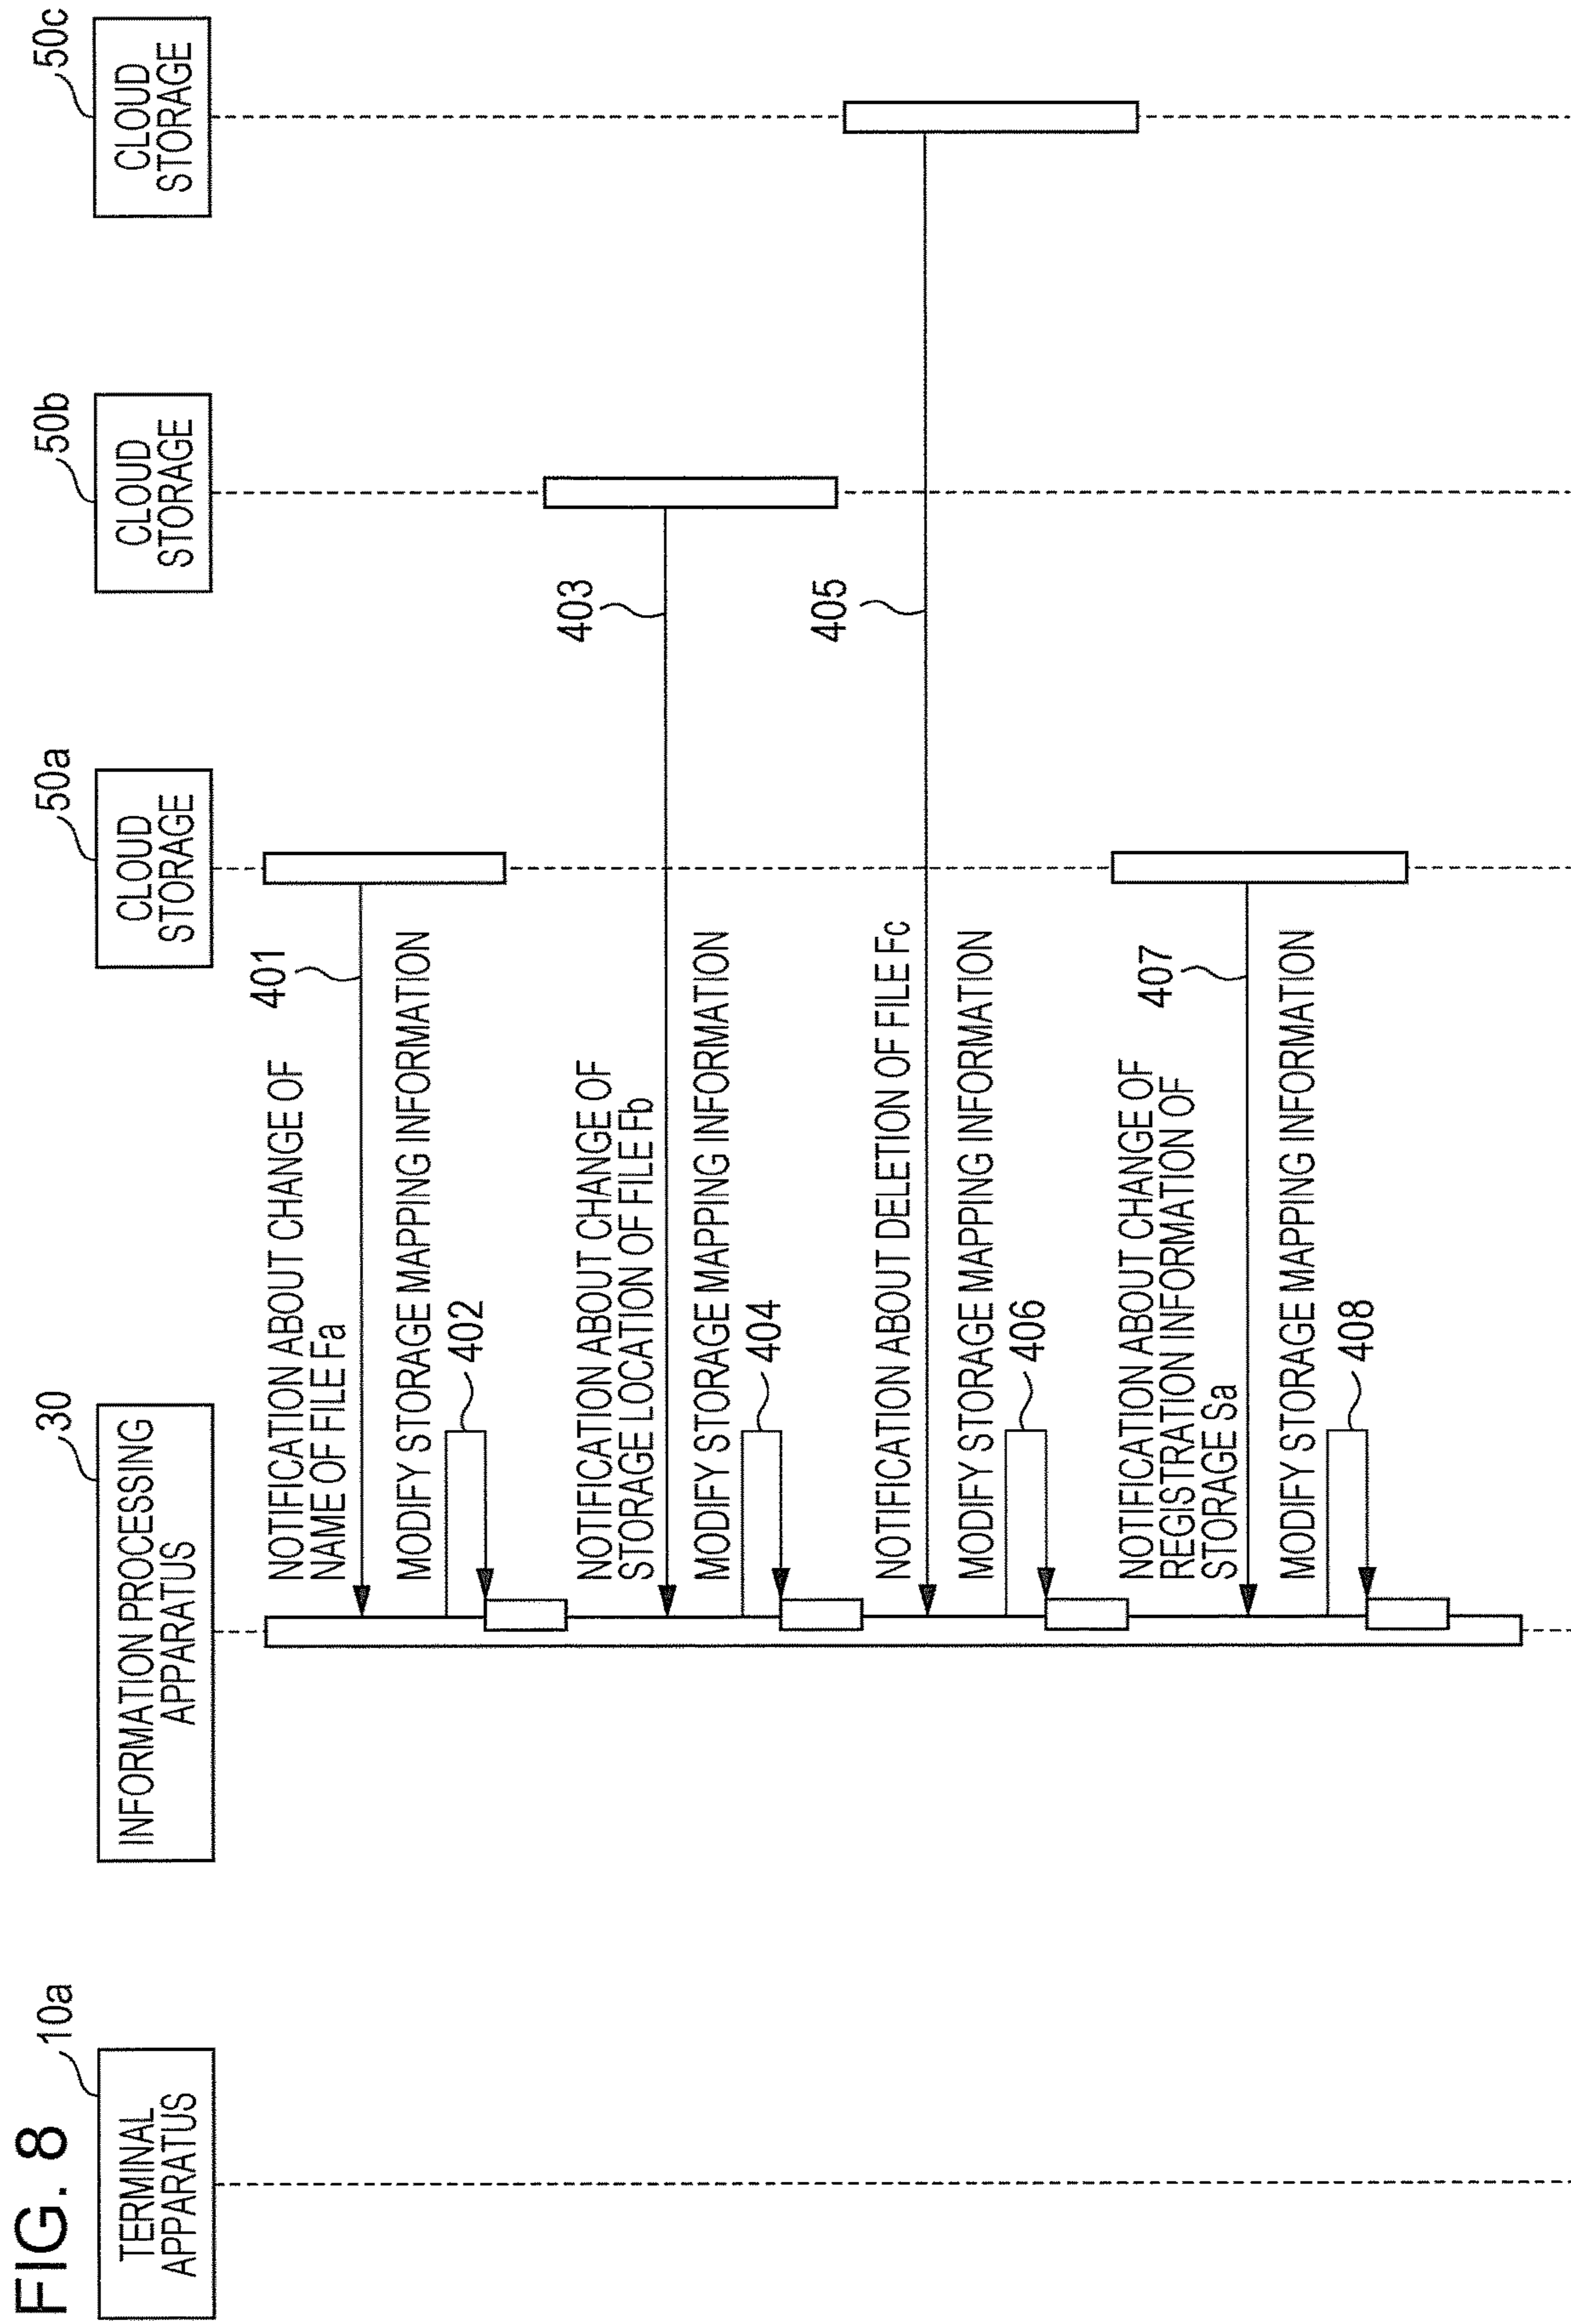 FIG. 8
10a
TERMINAL
APPARATUS
30
INFORMATION PROCESSING
APPARATUS
50a
CLOUD
STORAGE
50b
CLOUD
STORAGE
50c
CLOUD
STORAGE
NOTIFICATION ABOUT CHANGE OF
NAME OF FILE Fa
401
MODIFY STORAGE MAPPING INFORMATION
402
NOTIFICATION ABOUT CHANGE OF
STORAGE LOCATION OF FILE Fb
403
MODIFY STORAGE MAPPING INFORMATION
404
NOTIFICATION ABOUT DELETION OF FILE Fc
405
MODIFY STORAGE MAPPING INFORMATION
406
NOTIFICATION ABOUT CHANGE OF
REGISTRATION INFORMATION OF
STORAGE Sa
407
MODIFY STORAGE MAPPING INFORMATION
408